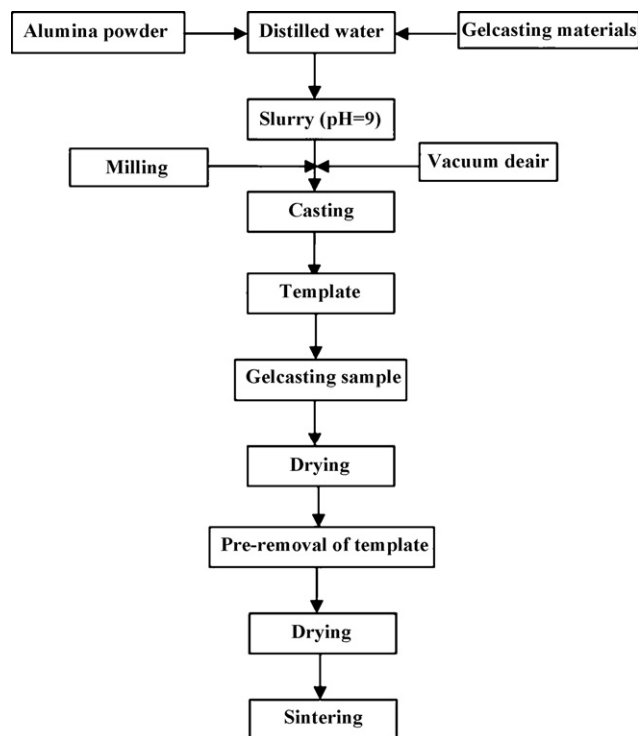 Alumina powder
Distilled water
Gelcasting materials
Slurry (pH=9)
Milling
Vacuum deair
Casting
Template
Gelcasting sample
Drying
Pre-removal of template
Drying
Sintering